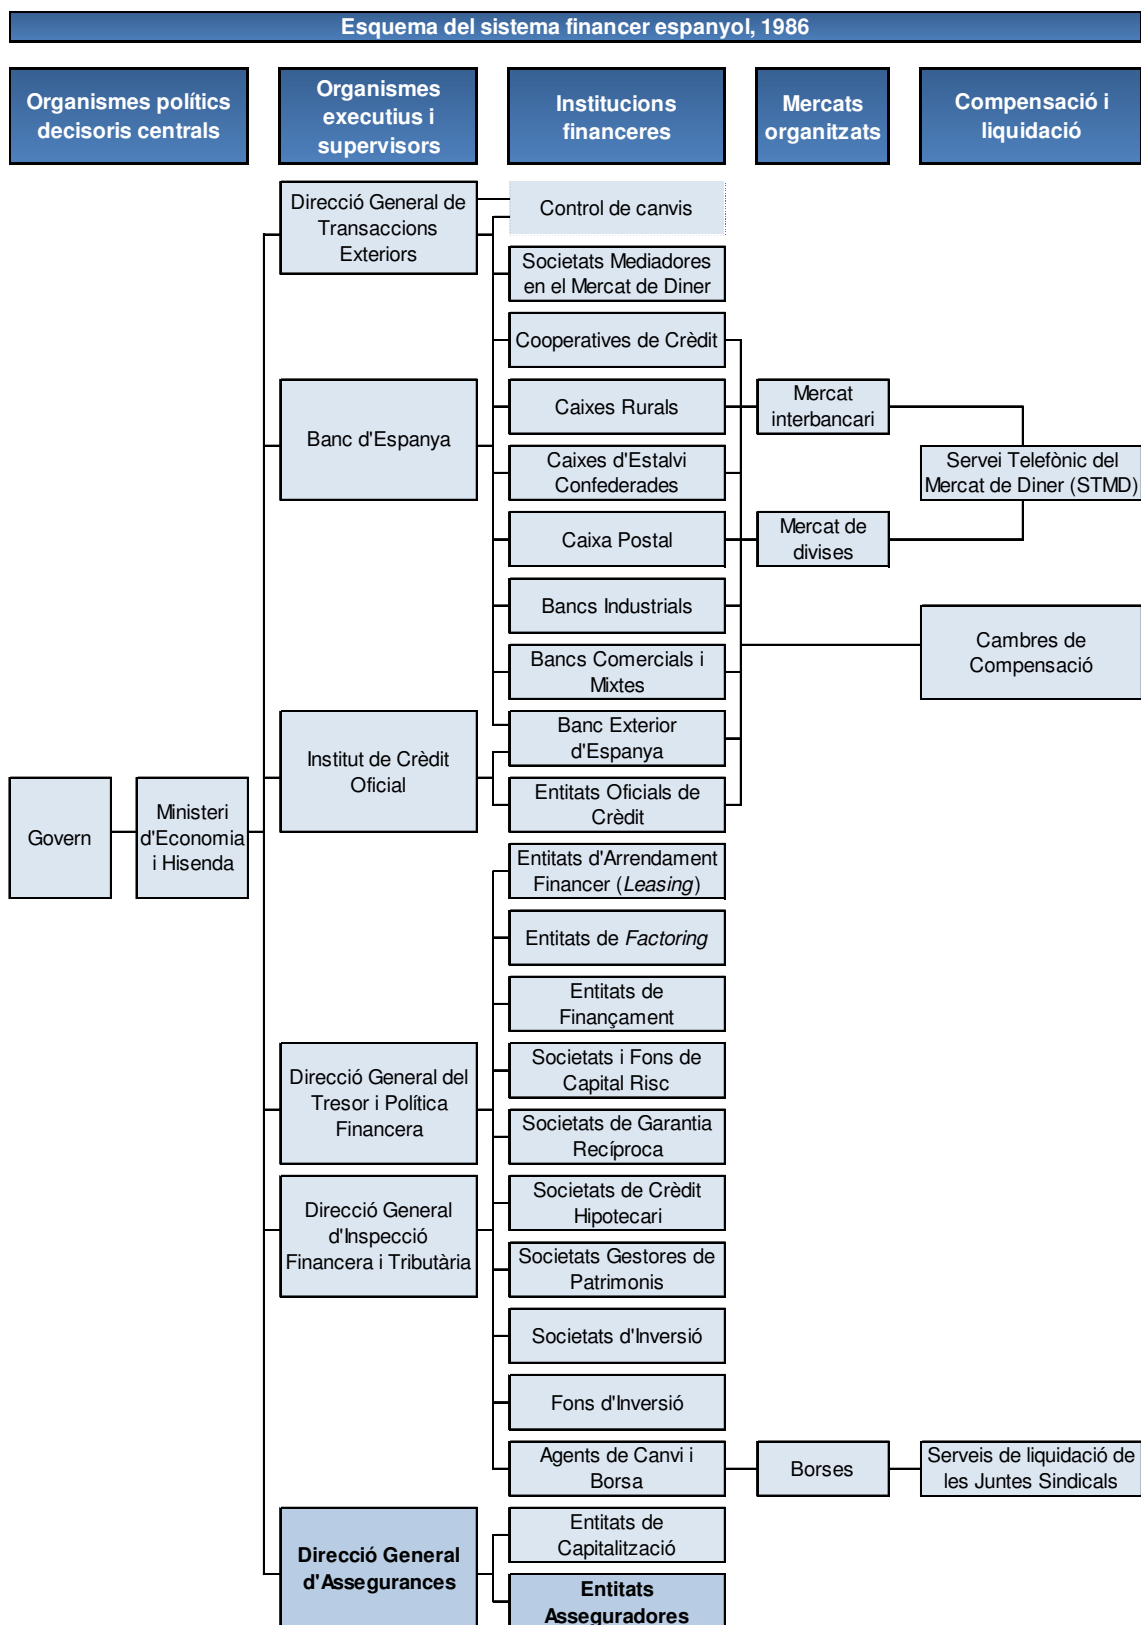 Esquema del sistema financer espanyol, 1986
Organismes polítics
decisoris centrals
Organismes
executius i
supervisors
Institucions
financeres
Mercats
organitzats
Compensació i
liquidació
Direcció General de
Transaccions
Exteriors
Control de canvis
Societats Mediadores
en el Mercat de Diner
Cooperatives de Crèdit
Banc d'Espanya
Caixes Rurals
Mercat
interbancari
Caixes d'Estalvi
Confederades
Servei Telefònic del
Mercat de Diner (STMD)
Caixa Postal
Mercat de
divises
Bancs Industrials
Cambres de
Compensació
Bancs Comercials i
Mixtes
Institut de Crèdit
Oficial
Banc Exterior
d'Espanya
Entitats Oficials de
Crèdit
Govern
Ministeri
d'Economia
i Hisenda
Entitats d'Arrendament
Financer (Leasing)
Entitats de Factoring
Entitats de
Finançament
Direcció General del
Tresor i Política
Financera
Societats i Fons de
Capital Risc
Societats de Garantia
Recíproca
Direcció General
d'Inspecció
Financera i Tributària
Societats de Crèdit
Hipotecari
Societats Gestores de
Patrimonis
Societats d'Inversió
Fons d'Inversió
Agents de Canvi i
Borsa
Borses
Serveis de liquidació de
les Juntes Sindicals
Direcció General
d'Assegurances
Entitats de
Capitalització
Entitats
Asseguradores